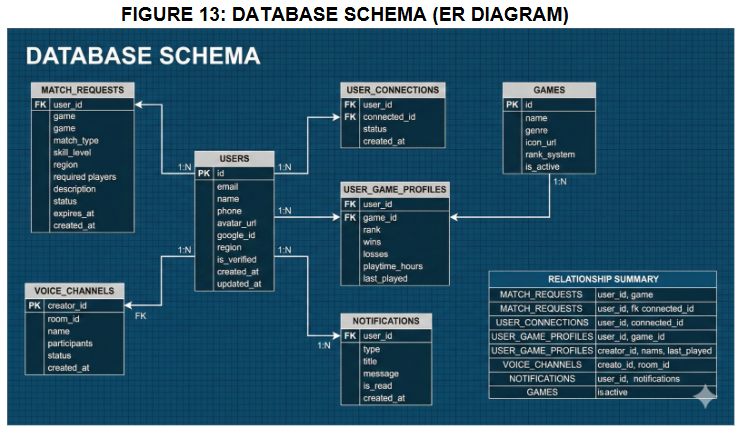 FIGURE 13: DATABASE SCHEMA (ER DIAGRAM)
DATABASE SCHEMA
MATCH_REQUESTS
FK user_id
game
game
match_type
skill_level
region
required players
description
status
expires_at
created_at
USER_CONNECTIONS
FK user_id
FK connected_id
status
created_at
GAMES
PK id
name
genre
icon_url
rank_system
is_active
1:N
USERS
PK id
email
name
phone
avatar_url
google_id
region
is_verified
created_at
updated_at
1:N
1:N
1:N
1:N
1:N
1:N
USER_GAME_PROFILES
FK user_id
FK game_id
rank
wins
losses
playtime_hours
last_played
VOICE_CHANNELS
PK creator_id
room_id
name
participants
status
created_at
FK
NOTIFICATIONS
FK user_id
type
title
message
is_read
created_at
RELATIONSHIP SUMMARY
MATCH_REQUESTS user_id, game
MATCH_REQUESTS user_id, fk connected_id
USER_CONNECTIONS user_id, connected_id
USER_GAME_PROFILES user_id, game_id
USER_GAME_PROFILES creator_id, nams, last_played
VOICE_CHANNELS creato_id, room_id
NOTIFICATIONS user_id, notifications
GAMES is active